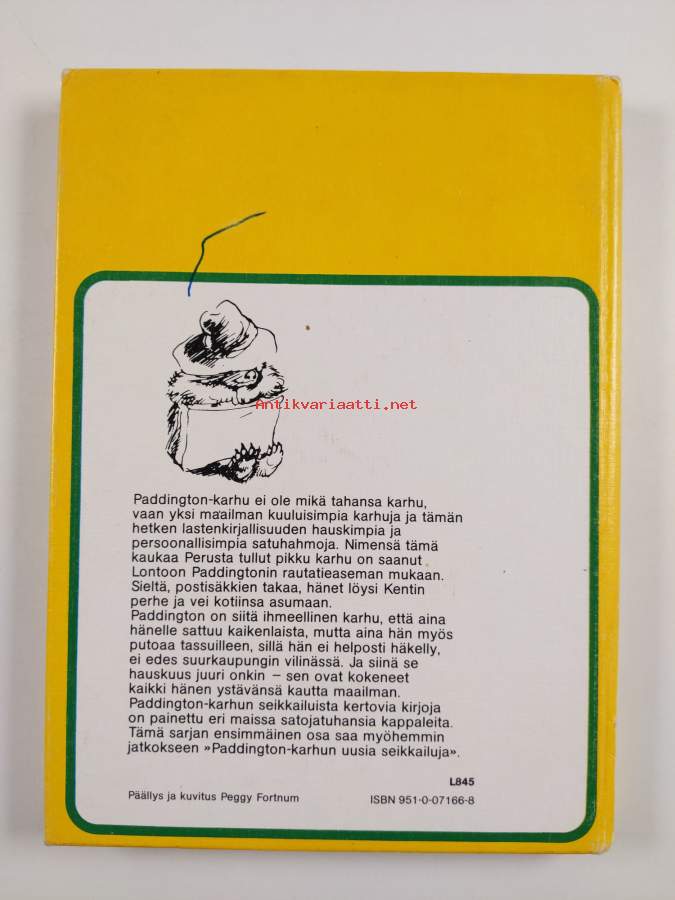 Antikvariaatti.net
Paddington-karhu ei ole mikä tahansa karhu,
vaan yksi maailman kuuluisimpia karhuja ja tämän
hetken lastenkirjallisuuden hauskimpia ja
persoonallisimpia satuhahmoja. Nimensä tämä
kaukaa Perusta tullut pikku karhu on saanut
Lontoon Paddingtonin rautatieaseman mukaan.
Sieltä, postisäkkien takaa, hänet löysi Kentin
perhe ja vei kotiinsa asumaan.
Paddington on siitä ihmeellinen karhu, että aina
hänelle sattuu kaikenlaista, mutta aina hän myös
putoaa tassuilleen, sillä hän ei helposti häkelly,
ei edes suurkaupungin vilinässä. Ja siinä se
hauskuus juuri onkin – sen ovat kokeneet
kaikki hänen ystävänsä kautta maailman.
Paddington-karhun seikkailuista kertovia kirjoja
on painettu eri maissa satojatuhansia kappaleita.
Tämä sarjan ensimmäinen osa saa myöhemmin
jatkokseen »Paddington-karhun uusia seikkailuja».
L845
Päällys ja kuvitus Peggy Fortnum
ISBN 951-0-07166-8